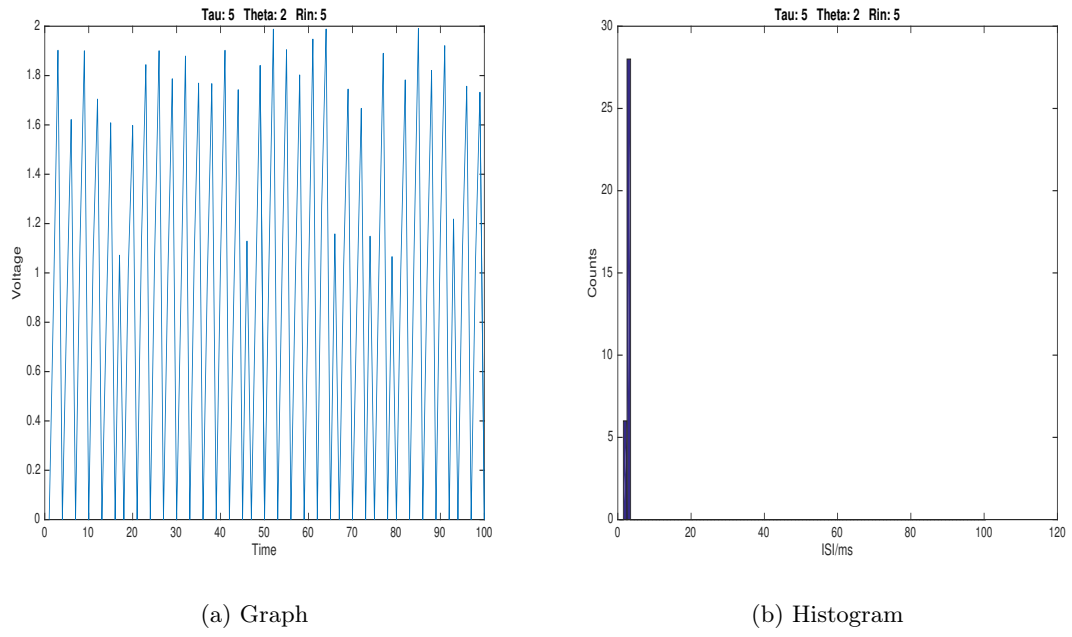 Tau: 5 Theta: 2 Rin: 5
Voltage
2
1.8
1.6
1.4
1.2
1
0.8
0.6
0.4
0.2
0
0 10 20 30 40 50 60 70 80 90 100
Time
(a) Graph
Tau: 5 Theta: 2 Rin: 5
Counts
30
25
20
15
10
5
0
0 20 40 60 80 100 120
ISI/ms
(b) Histogram